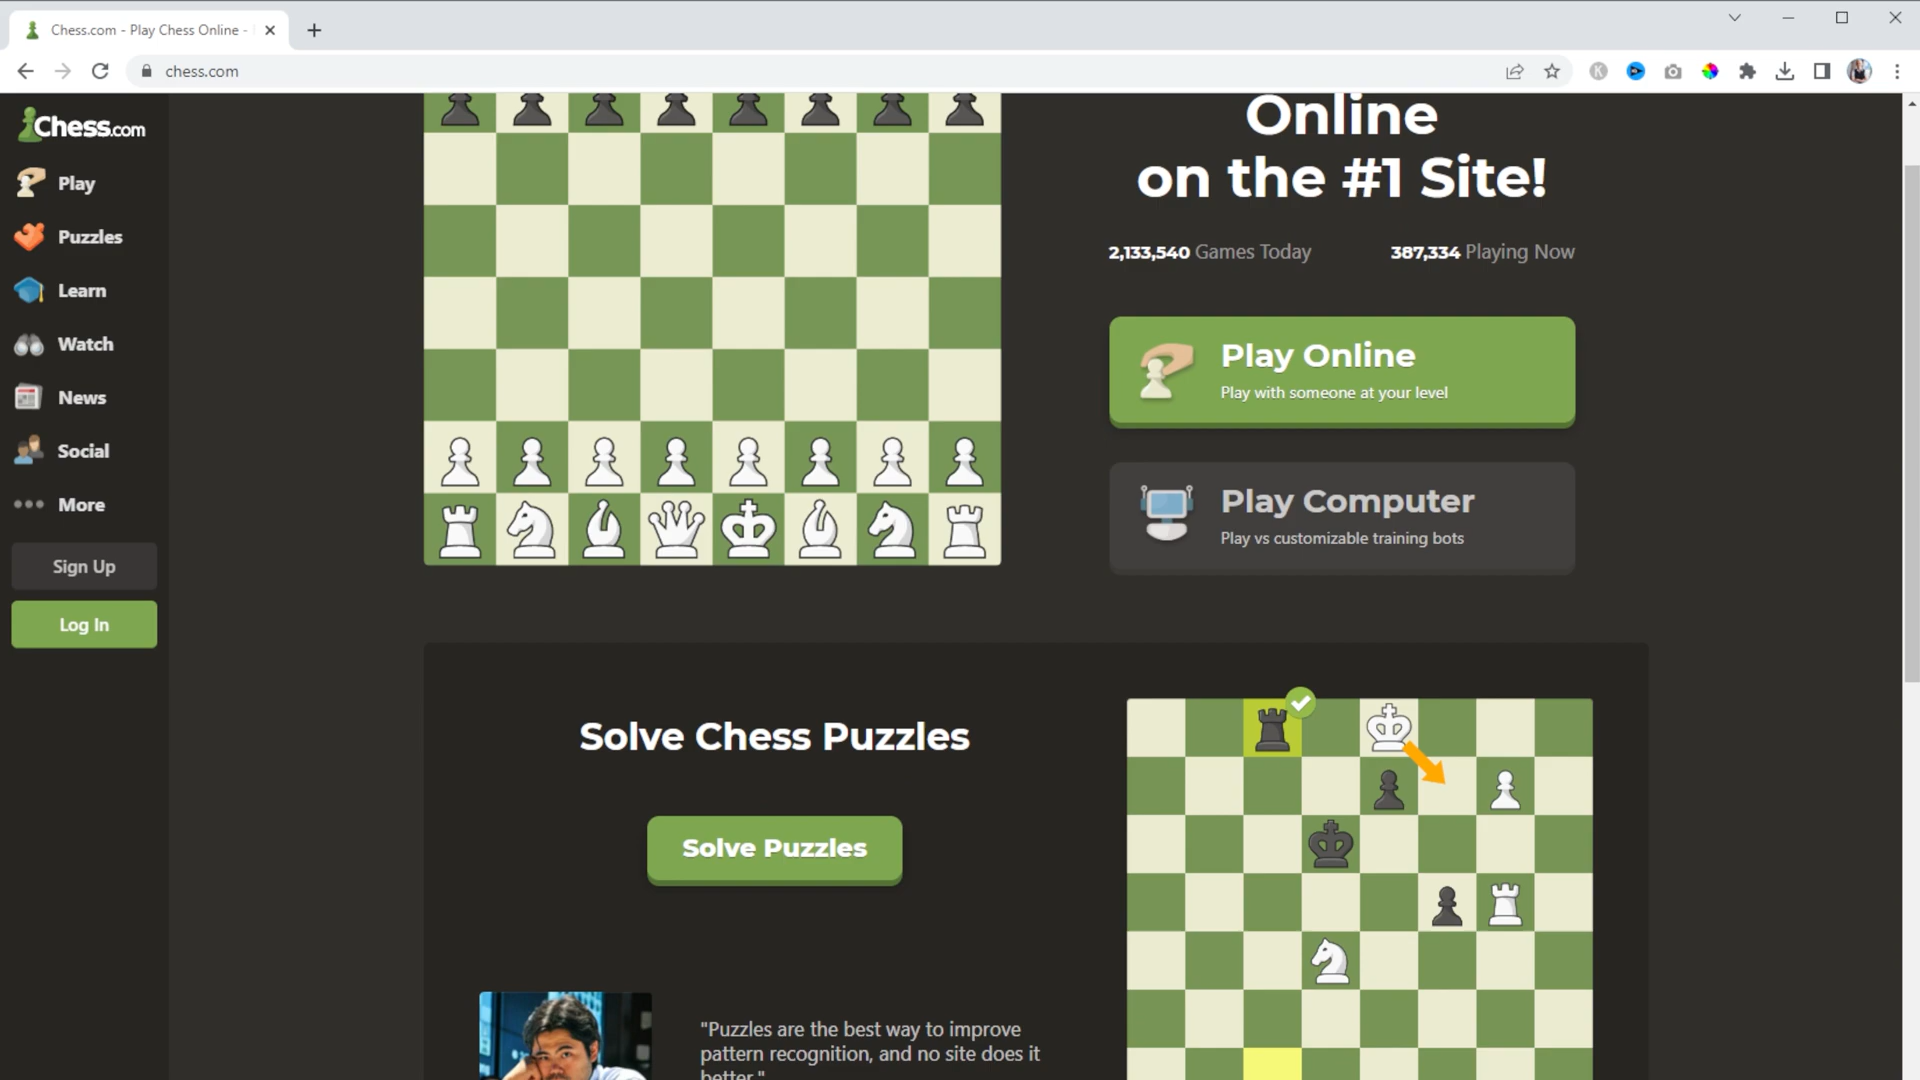 Chess.com - Play Chess Online -
chess.com
Chess.com
Play
Puzzles
Learn
Watch
News
Social
More
Sign Up
Log In
Online
on the #1 Site!
2,133,540 Games Today
387,334 Playing Now
Play Online
Play with someone at your level
Play Computer
Play vs customizable training bots
Solve Chess Puzzles
Solve Puzzles
"Puzzles are the best way to improve
pattern recognition, and no site does it
better."